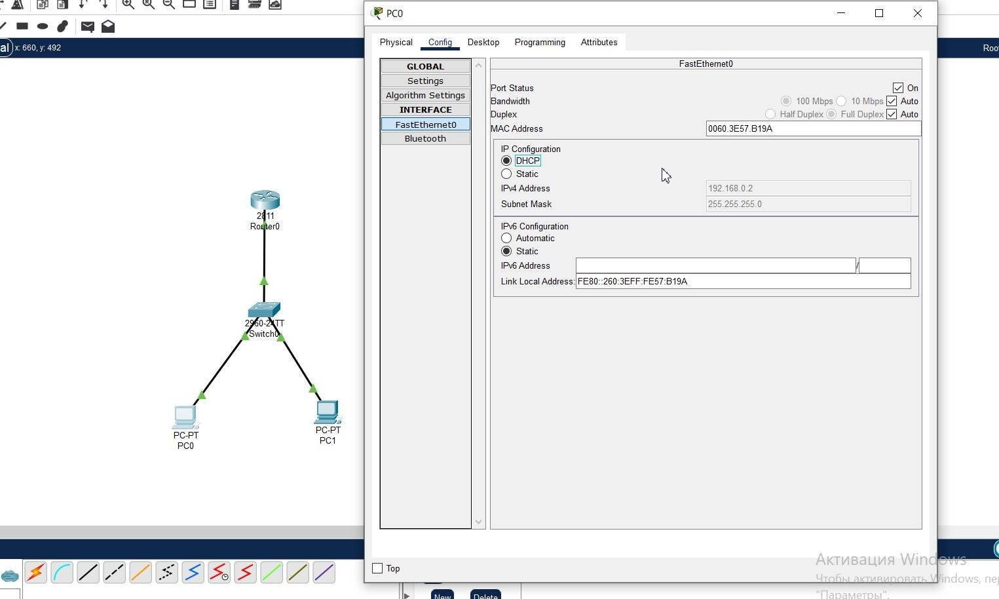 al x: 660, y: 492
Root
PC0
Physical Config Desktop Programming Attributes
GLOBAL
Settings
Algorithm Settings
INTERFACE
FastEthernet0
Bluetooth
FastEthernet0
Port Status On
Bandwidth 100 Mbps 10 Mbps Auto
Duplex Half Duplex Full Duplex Auto
MAC Address 0060.3E57.B19A
IP Configuration
DHCP
Static
IPv4 Address 192.168.0.2
Subnet Mask 255.255.255.0
IPv6 Configuration
Automatic
Static
IPv6 Address /
Link Local Address: FE80::260:3EFF:FE57:B19A
2811
Router0
2960-24TT
Switch0
PC-PT
PC0
PC-PT
PC1
Top
Активация Windows
Чтобы активировать Windows, пер
"Параметры".
New Delete